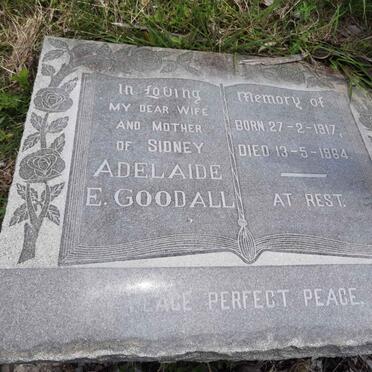 In Loving Memory of
MY DEAR WIFE
AND MOTHER
OF SIDNEY
ADELAIDE
E. GOODALL
BORN 27-2-1917,
DIED 13-5-1984
AT REST.
PEACE PERFECT PEACE.